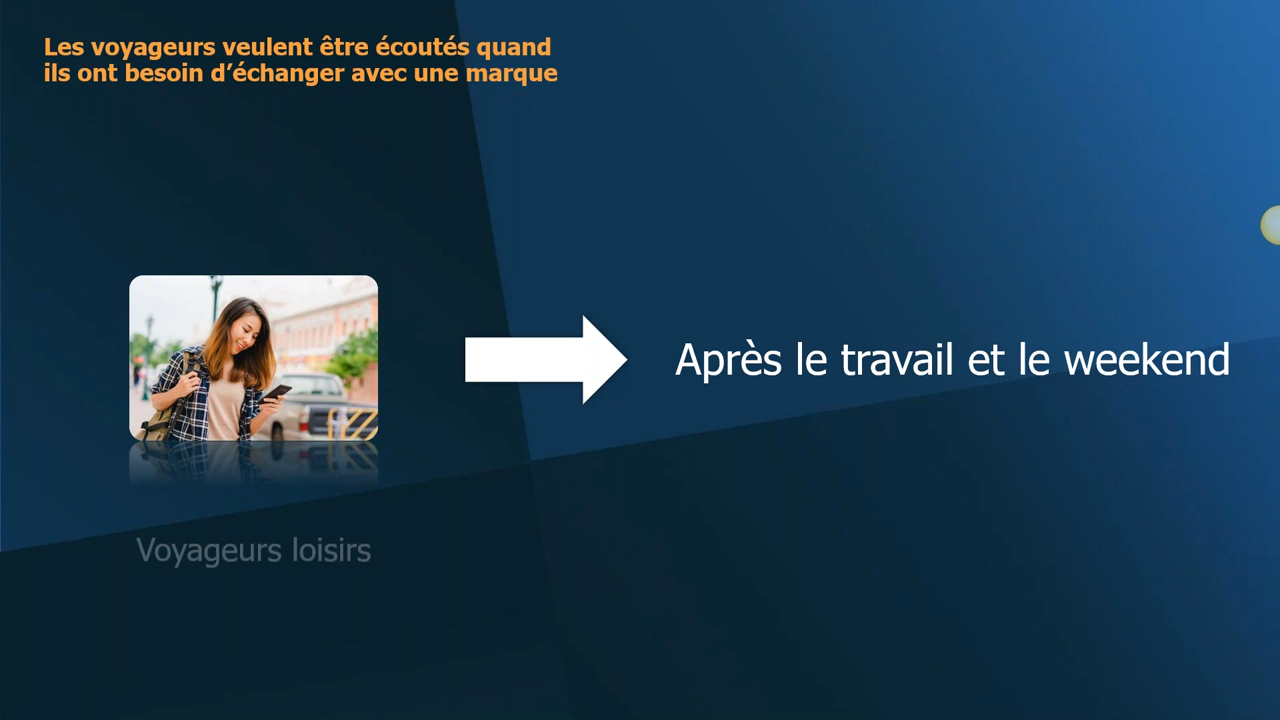 Les voyageurs veulent être écoutés quand
ils ont besoin d’échanger avec une marque
Après le travail et le weekend
Voyageurs loisirs